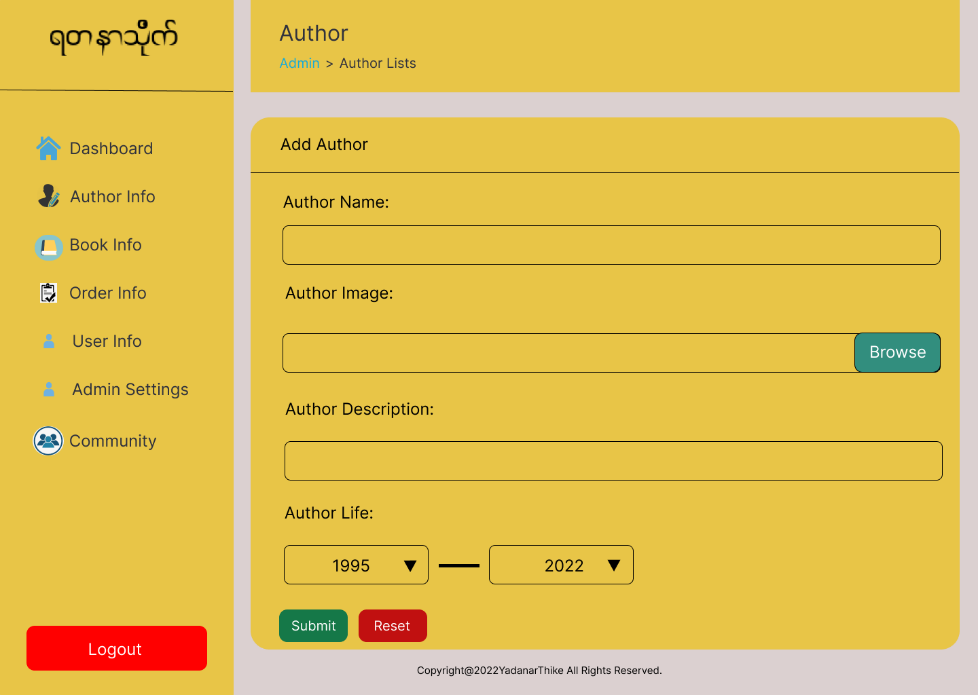 ရတနာသိုက်
Dashboard
Author Info
Book Info
Order Info
User Info
Admin Settings
Community
Logout
Author
Admin > Author Lists
Add Author
Author Name:
Author Image:
Browse
Author Description:
Author Life:
1995 ▼ — 2022 ▼
Submit Reset
Copyright@2022YadanarThike All Rights Reserved.